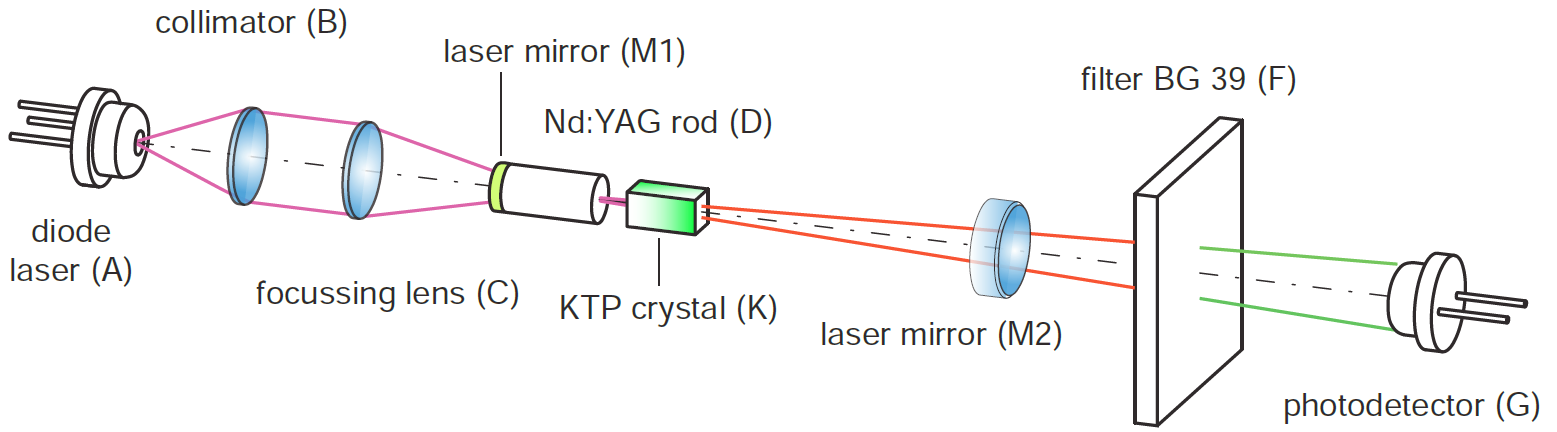 collimator (B)
laser mirror (M1)
filter BG 39 (F)
Nd:YAG rod (D)
diode
laser (A)
focussing lens (C)
KTP crystal (K)
laser mirror (M2)
photodetector (G)